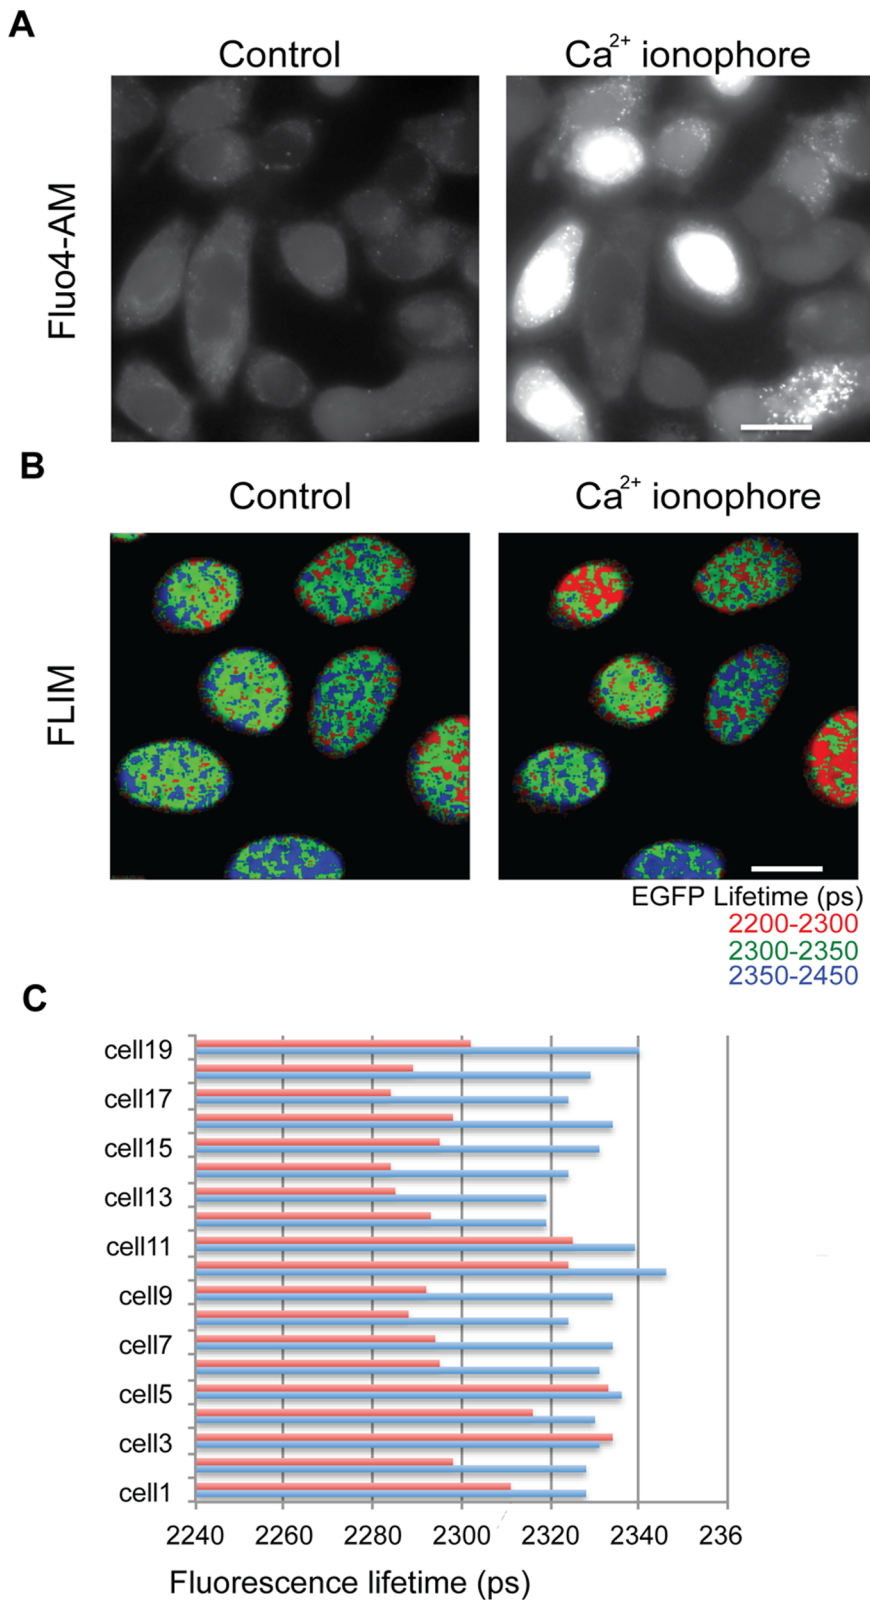 A
Control
Ca2+ ionophore
Fluo4-AM
B
Control
Ca2+ ionophore
FLIM
EGFP Lifetime (ps)
2200-2300
2300-2350
2350-2450
C
cell19
cell17
cell15
cell13
cell11
cell9
cell7
cell5
cell3
cell1
2240 2260 2280 2300 2320 2340 236
Fluorescence lifetime (ps)